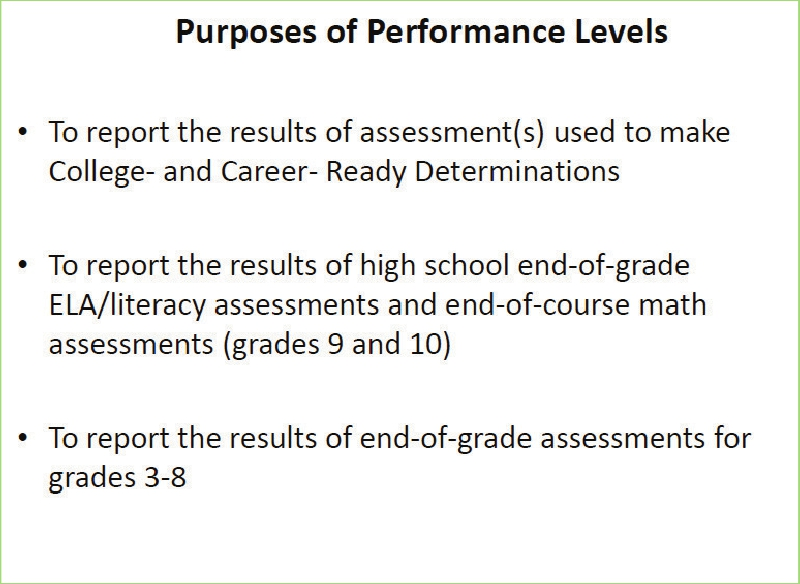 Purposes of Performance Levels
• To report the results of assessment(s) used to make
College- and Career- Ready Determinations
• To report the results of high school end-of-grade
ELA/literacy assessments and end-of-course math
assessments (grades 9 and 10)
• To report the results of end-of-grade assessments for
grades 3-8